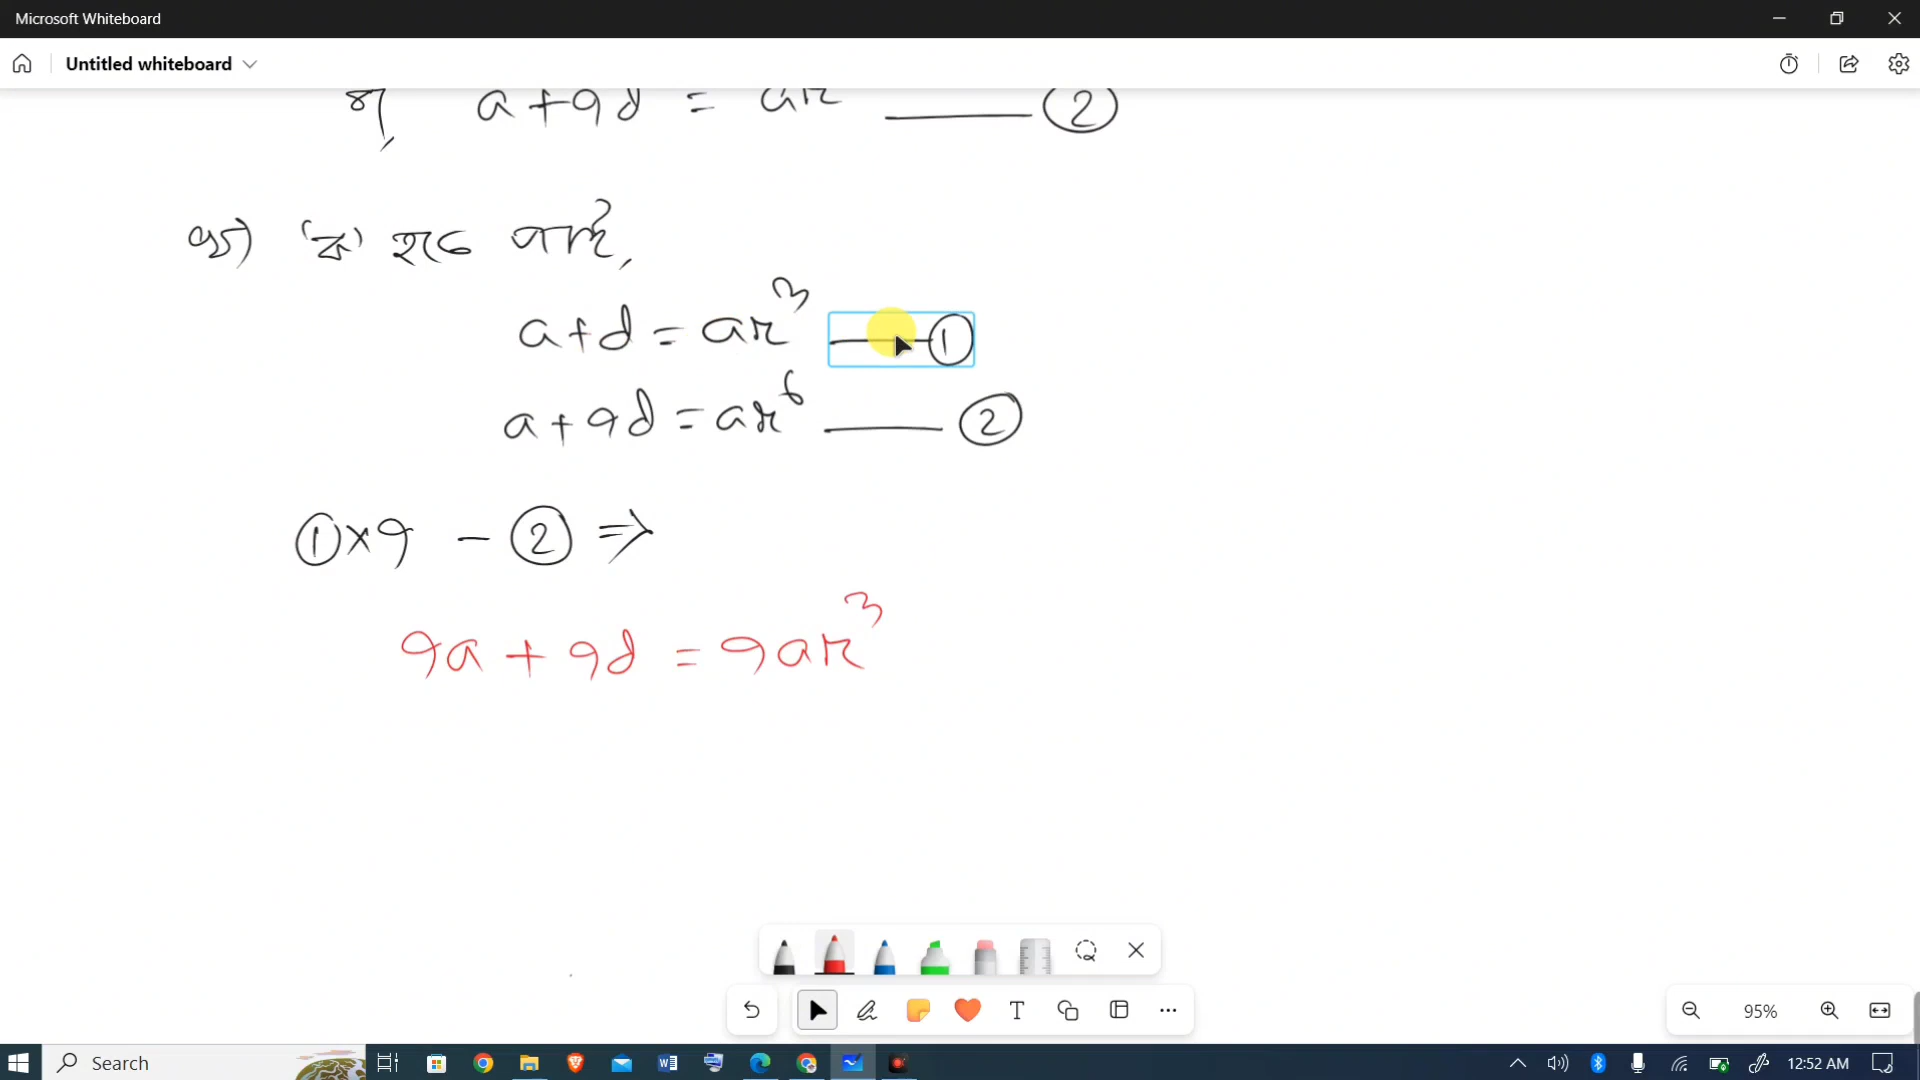 Microsoft Whiteboard
Untitled whiteboard
বা, a + 9d = ar —— ②
খ) 'ক' হতে পাই,
a + d = ar³ —— ①
a + 9d = ar⁶ —— ②
① × 9 - ② ⇒
9a + 9d = 9ar³
95%
Search
12:52 AM